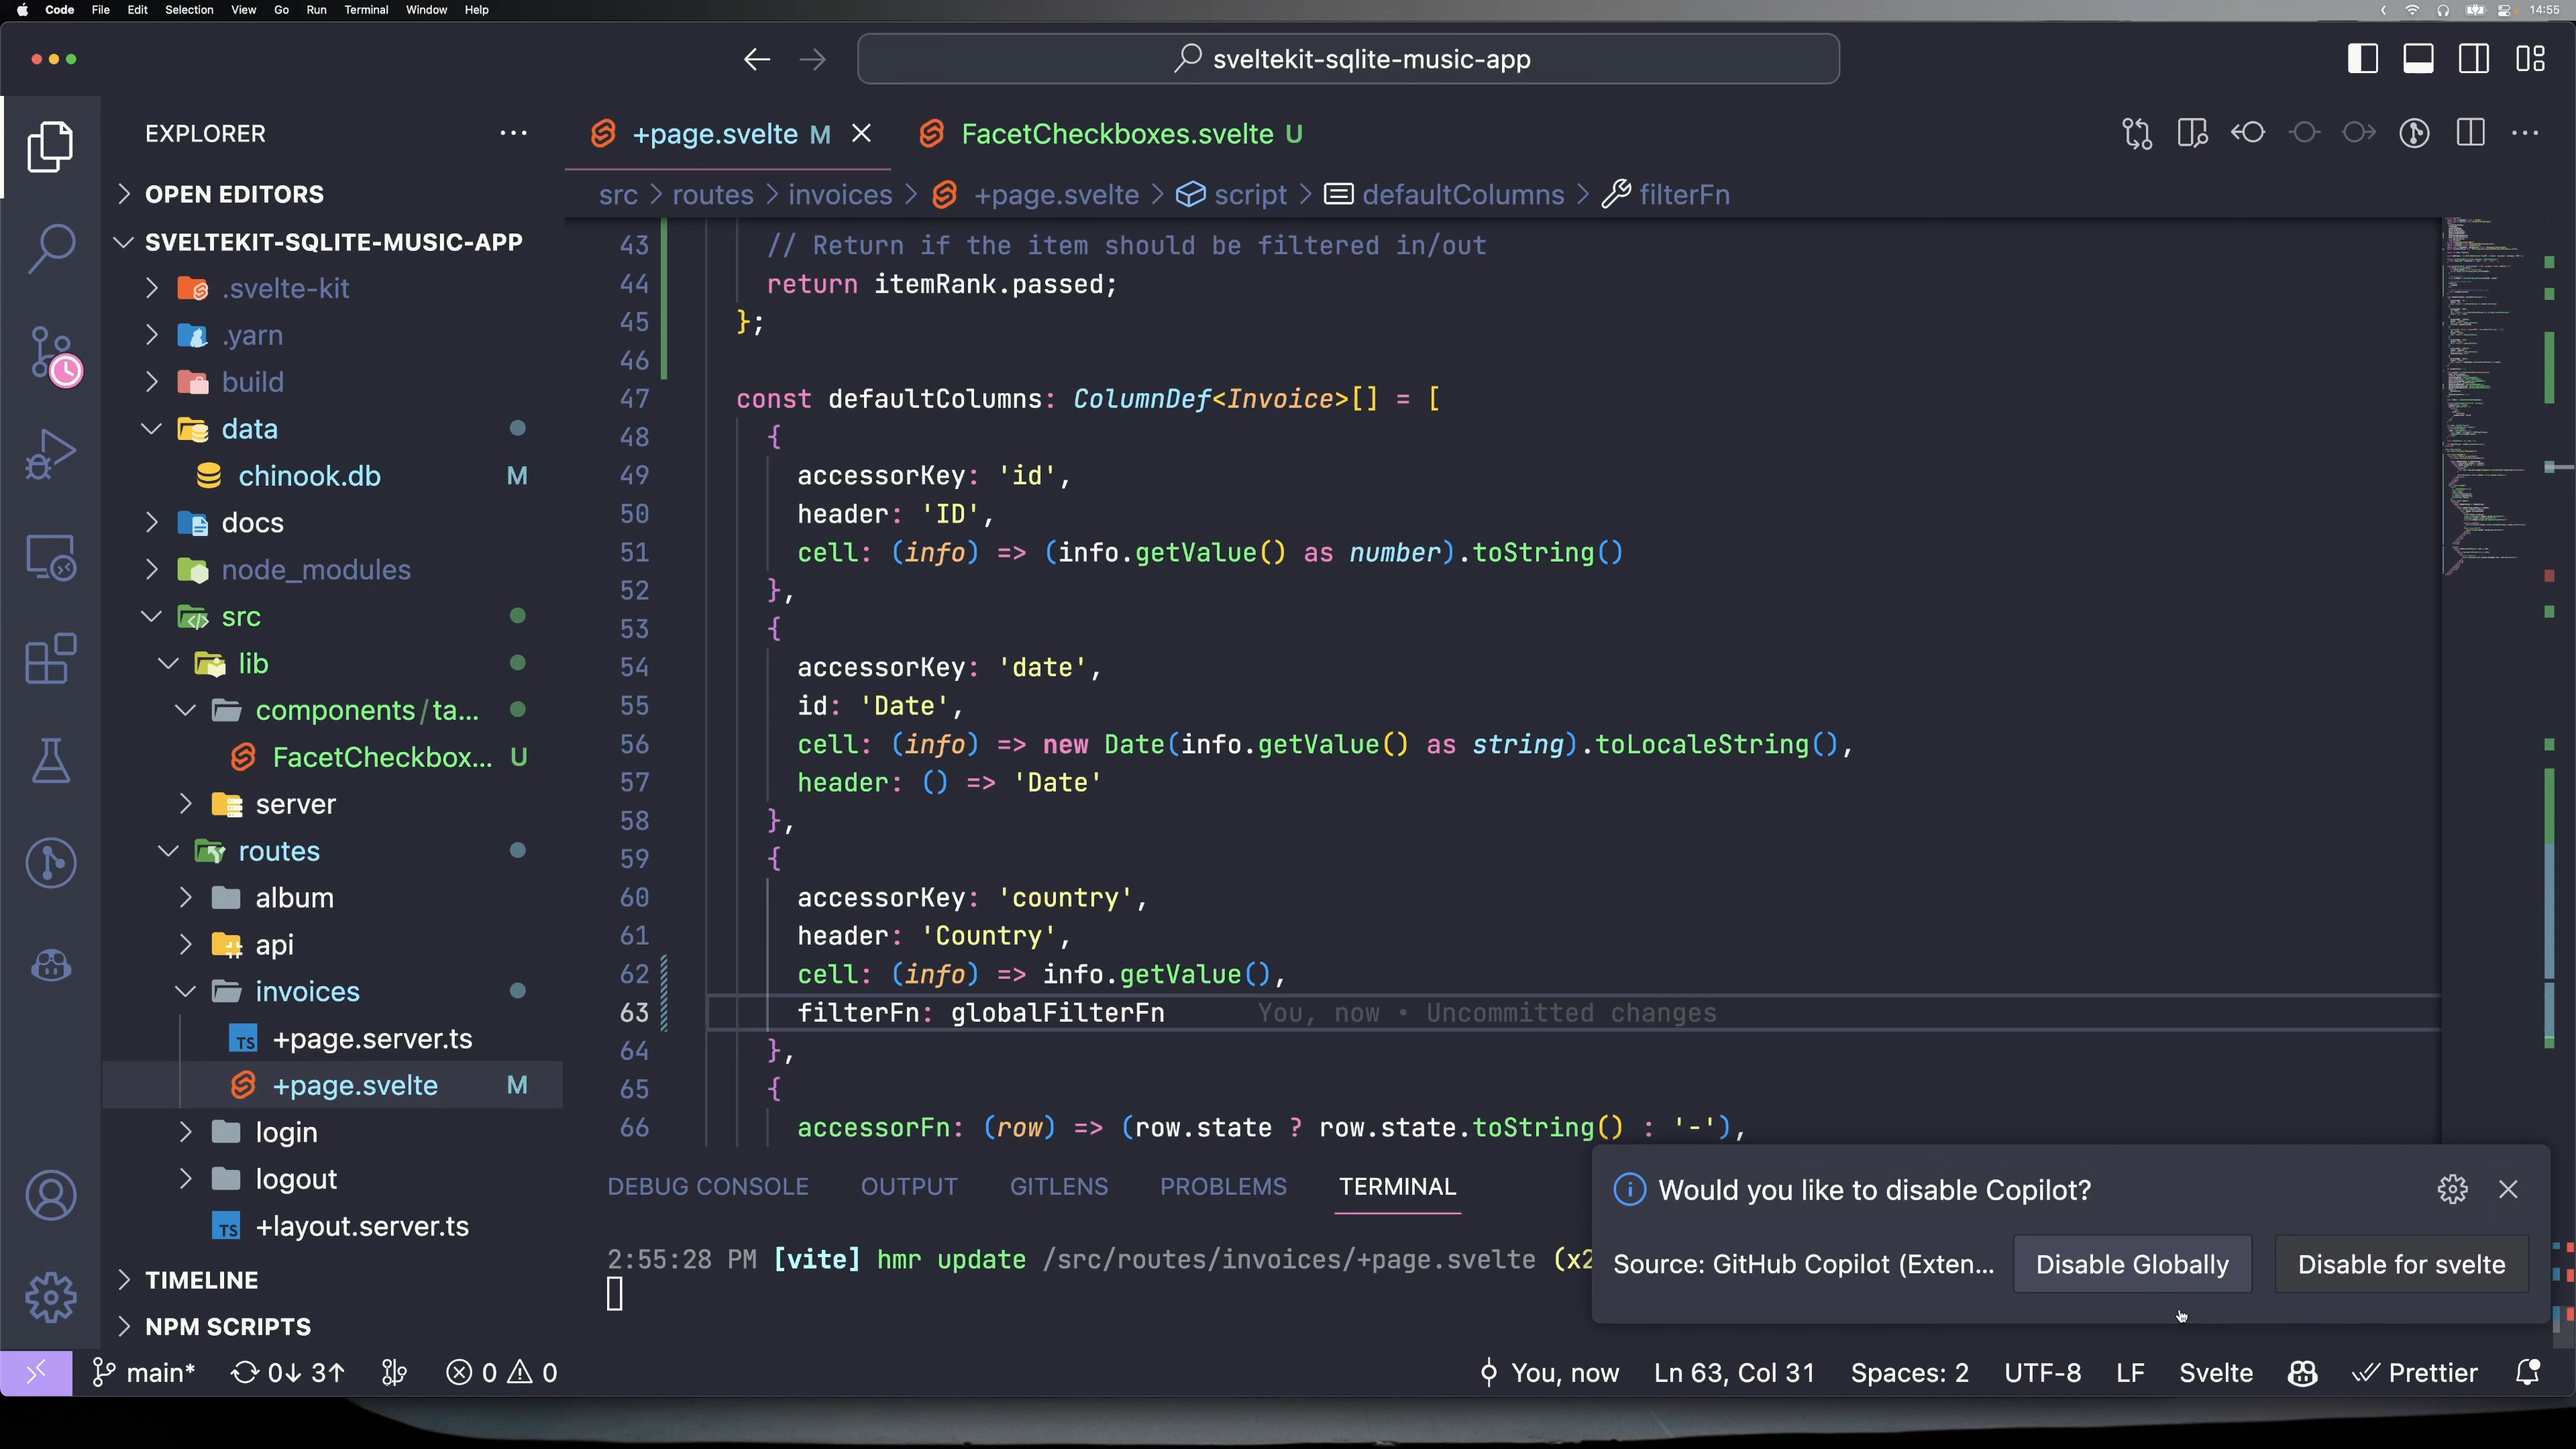 Code File Edit Selection View Go Run Terminal Window Help 14:55
sveltekit-sqlite-music-app
EXPLORER
OPEN EDITORS
SVELTEKIT-SQLITE-MUSIC-APP
.svelte-kit
.yarn
build
data
chinook.db M
docs
node_modules
src
lib
components/ta...
FacetCheckbox... U
server
routes
album
api
invoices
TS +page.server.ts
+page.svelte M
login
logout
TS +layout.server.ts
TIMELINE
NPM SCRIPTS
+page.svelte M FacetCheckboxes.svelte U
src > routes > invoices > +page.svelte > script > defaultColumns > filterFn
43 // Return if the item should be filtered in/out
44 return itemRank.passed;
45 };
46
47 const defaultColumns: ColumnDef<Invoice>[] = [
48 {
49 accessorKey: 'id',
50 header: 'ID',
51 cell: (info) => (info.getValue() as number).toString()
52 },
53 {
54 accessorKey: 'date',
55 id: 'Date',
56 cell: (info) => new Date(info.getValue() as string).toLocaleString(),
57 header: () => 'Date'
58 },
59 {
60 accessorKey: 'country',
61 header: 'Country',
62 cell: (info) => info.getValue(),
63 filterFn: globalFilterFn You, now • Uncommitted changes
64 },
65 {
66 accessorFn: (row) => (row.state ? row.state.toString() : '-'),
DEBUG CONSOLE OUTPUT GITLENS PROBLEMS TERMINAL
2:55:28 PM [vite] hmr update /src/routes/invoices/+page.svelte (x2
Would you like to disable Copilot?
Source: GitHub Copilot (Exten... Disable Globally Disable for svelte
main* 0↓ 3↑ 0 0 You, now Ln 63, Col 31 Spaces: 2 UTF-8 LF Svelte Prettier